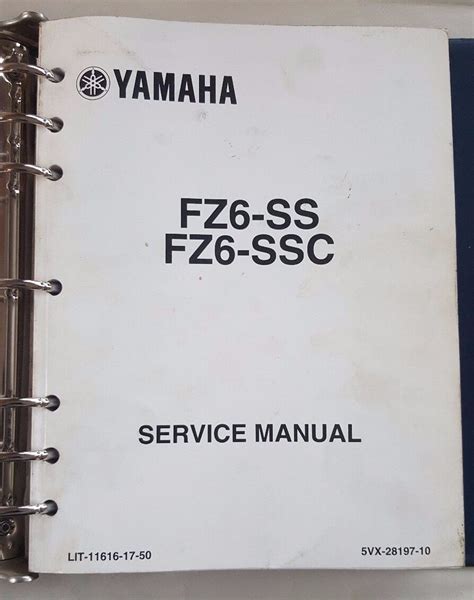 YAMAHA
FZ6-SS
FZ6-SSC
SERVICE MANUAL
LIT-11616-17-50 5VX-28197-10